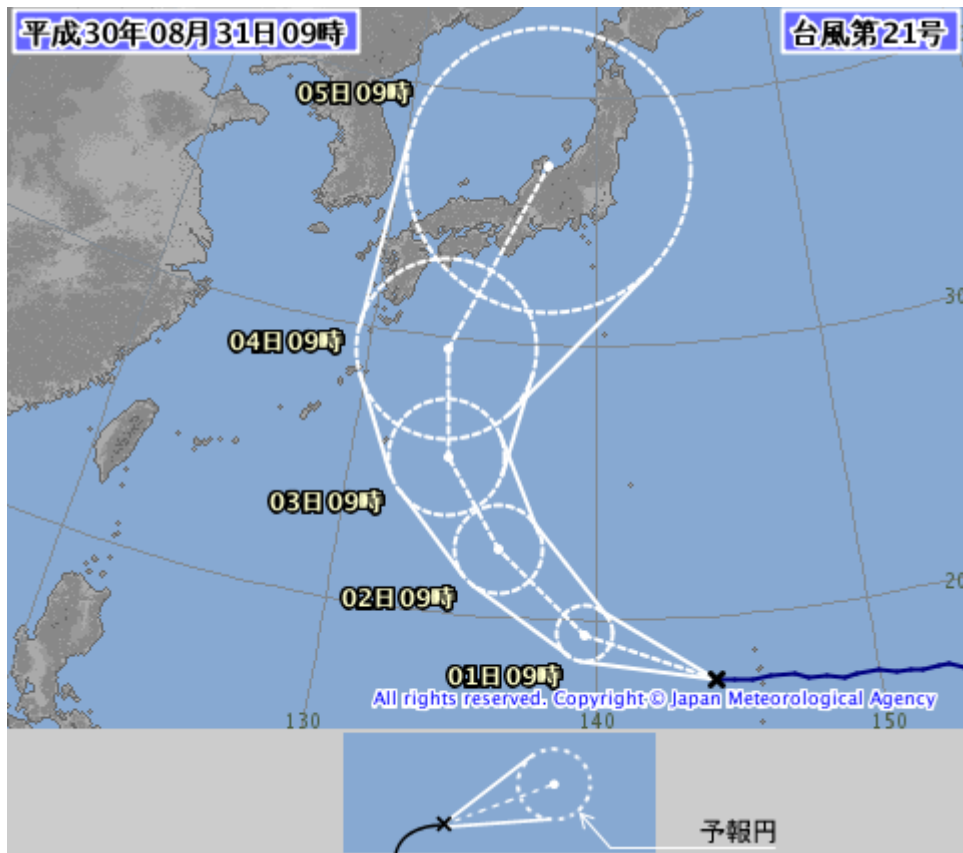 平成30年08月31日09時
台風第21号
05日09時
30
04日09時
03日09時
20
02日09時
01日09時
All rights reserved. Copyright © Japan Meteorological Agency
130
140
150
予報円